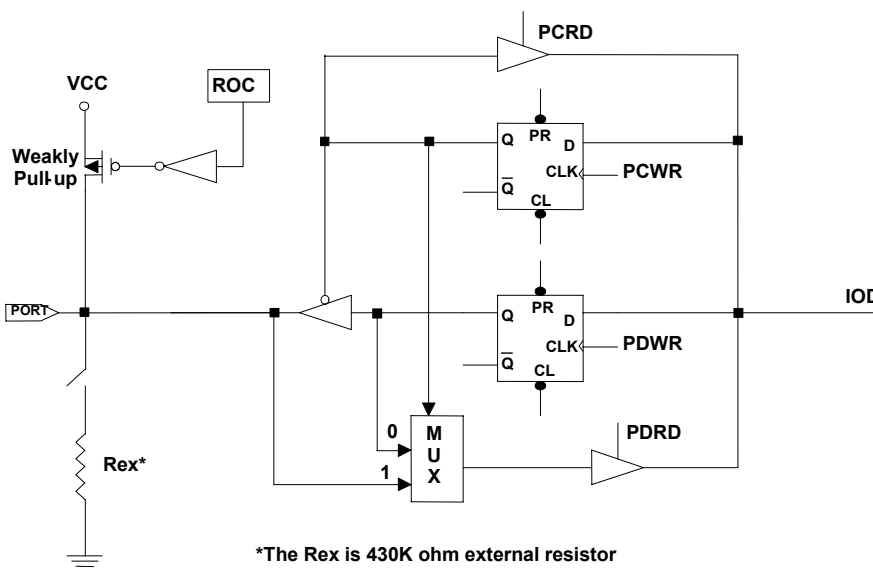 PCRD
VCC
ROC
Weakly
Pull-up
Q
PR
D
CLK
PCWR
Q
CL
PORT
IOD
Q
PR
D
CLK
PDWR
Q
CL
0
1
M
U
X
PDRD
Rex*
*The Rex is 430K ohm external resistor